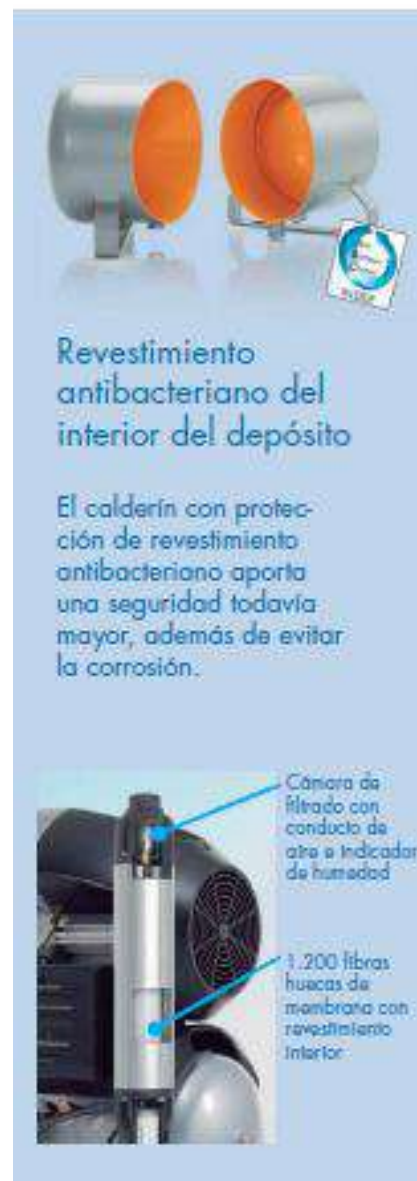 Revestimiento
antibacteriano del
interior del depósito
El calderín con protec-
ción de revestimiento
antibacteriano aporta
una seguridad todavía
mayor, además de evitar
la corrosión.
Cámara de
filtrado con
conducto de
aire e indicador
de humedad
1.200 fibras
huecas de
membrana con
revestimiento
interior